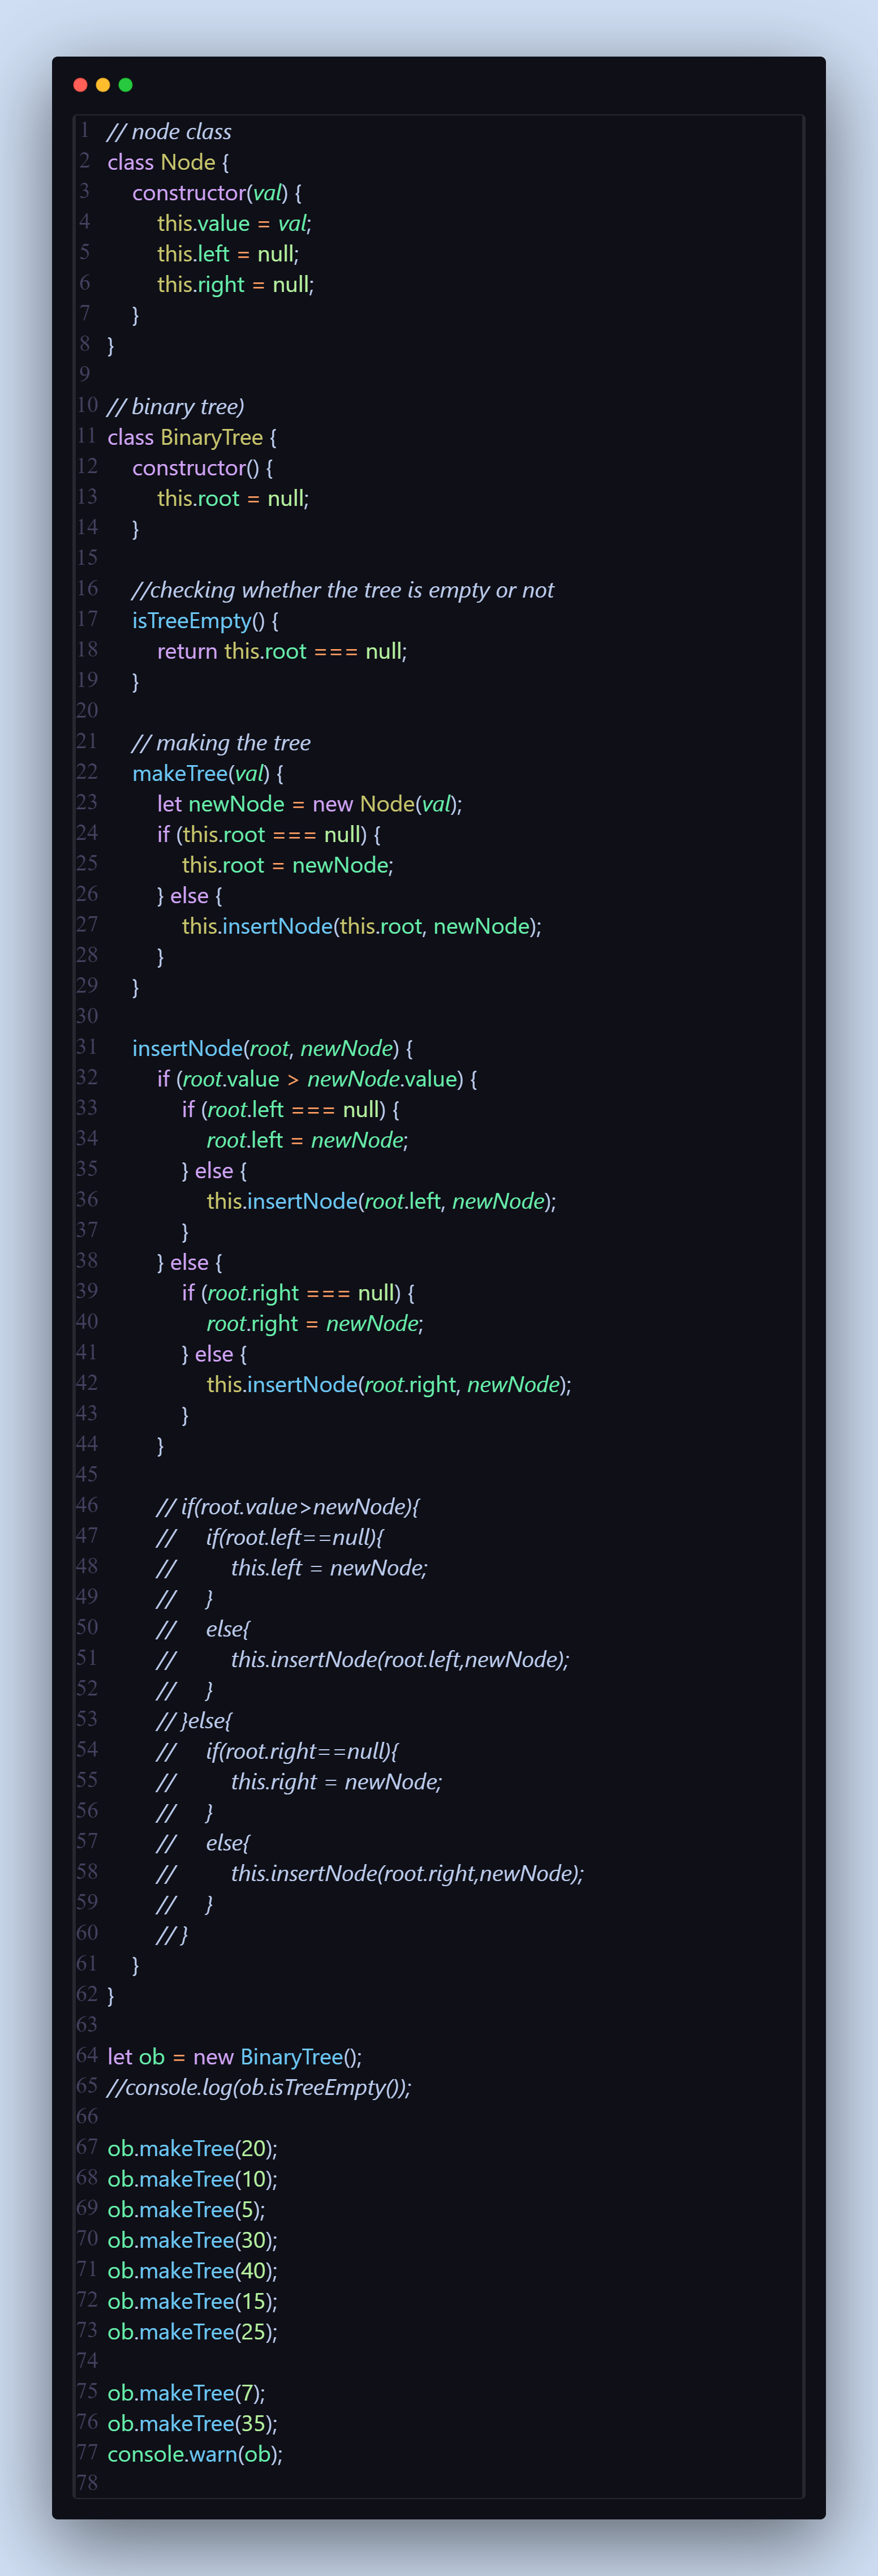 1 // node class
2 class Node {
3     constructor(val) {
4         this.value = val;
5         this.left = null;
6         this.right = null;
7     }
8 }
9
10 // binary tree)
11 class BinaryTree {
12     constructor() {
13         this.root = null;
14     }
15
16     //checking whether the tree is empty or not
17     isTreeEmpty() {
18         return this.root === null;
19     }
20
21     // making the tree
22     makeTree(val) {
23         let newNode = new Node(val);
24         if (this.root === null) {
25             this.root = newNode;
26         } else {
27             this.insertNode(this.root, newNode);
28         }
29     }
30
31     insertNode(root, newNode) {
32         if (root.value > newNode.value) {
33             if (root.left === null) {
34                 root.left = newNode;
35             } else {
36                 this.insertNode(root.left, newNode);
37             }
38         } else {
39             if (root.right === null) {
40                 root.right = newNode;
41             } else {
42                 this.insertNode(root.right, newNode);
43             }
44         }
45
46         // if(root.value>newNode){
47         //     if(root.left==null){
48         //         this.left = newNode;
49         //     }
50         //     else{
51         //         this.insertNode(root.left,newNode);
52         //     }
53         // }else{
54         //     if(root.right==null){
55         //         this.right = newNode;
56         //     }
57         //     else{
58         //         this.insertNode(root.right,newNode);
59         //     }
60         // }
61     }
62 }
63
64 let ob = new BinaryTree();
65 //console.log(ob.isTreeEmpty());
66
67 ob.makeTree(20);
68 ob.makeTree(10);
69 ob.makeTree(5);
70 ob.makeTree(30);
71 ob.makeTree(40);
72 ob.makeTree(15);
73 ob.makeTree(25);
74
75 ob.makeTree(7);
76 ob.makeTree(35);
77 console.warn(ob);
78